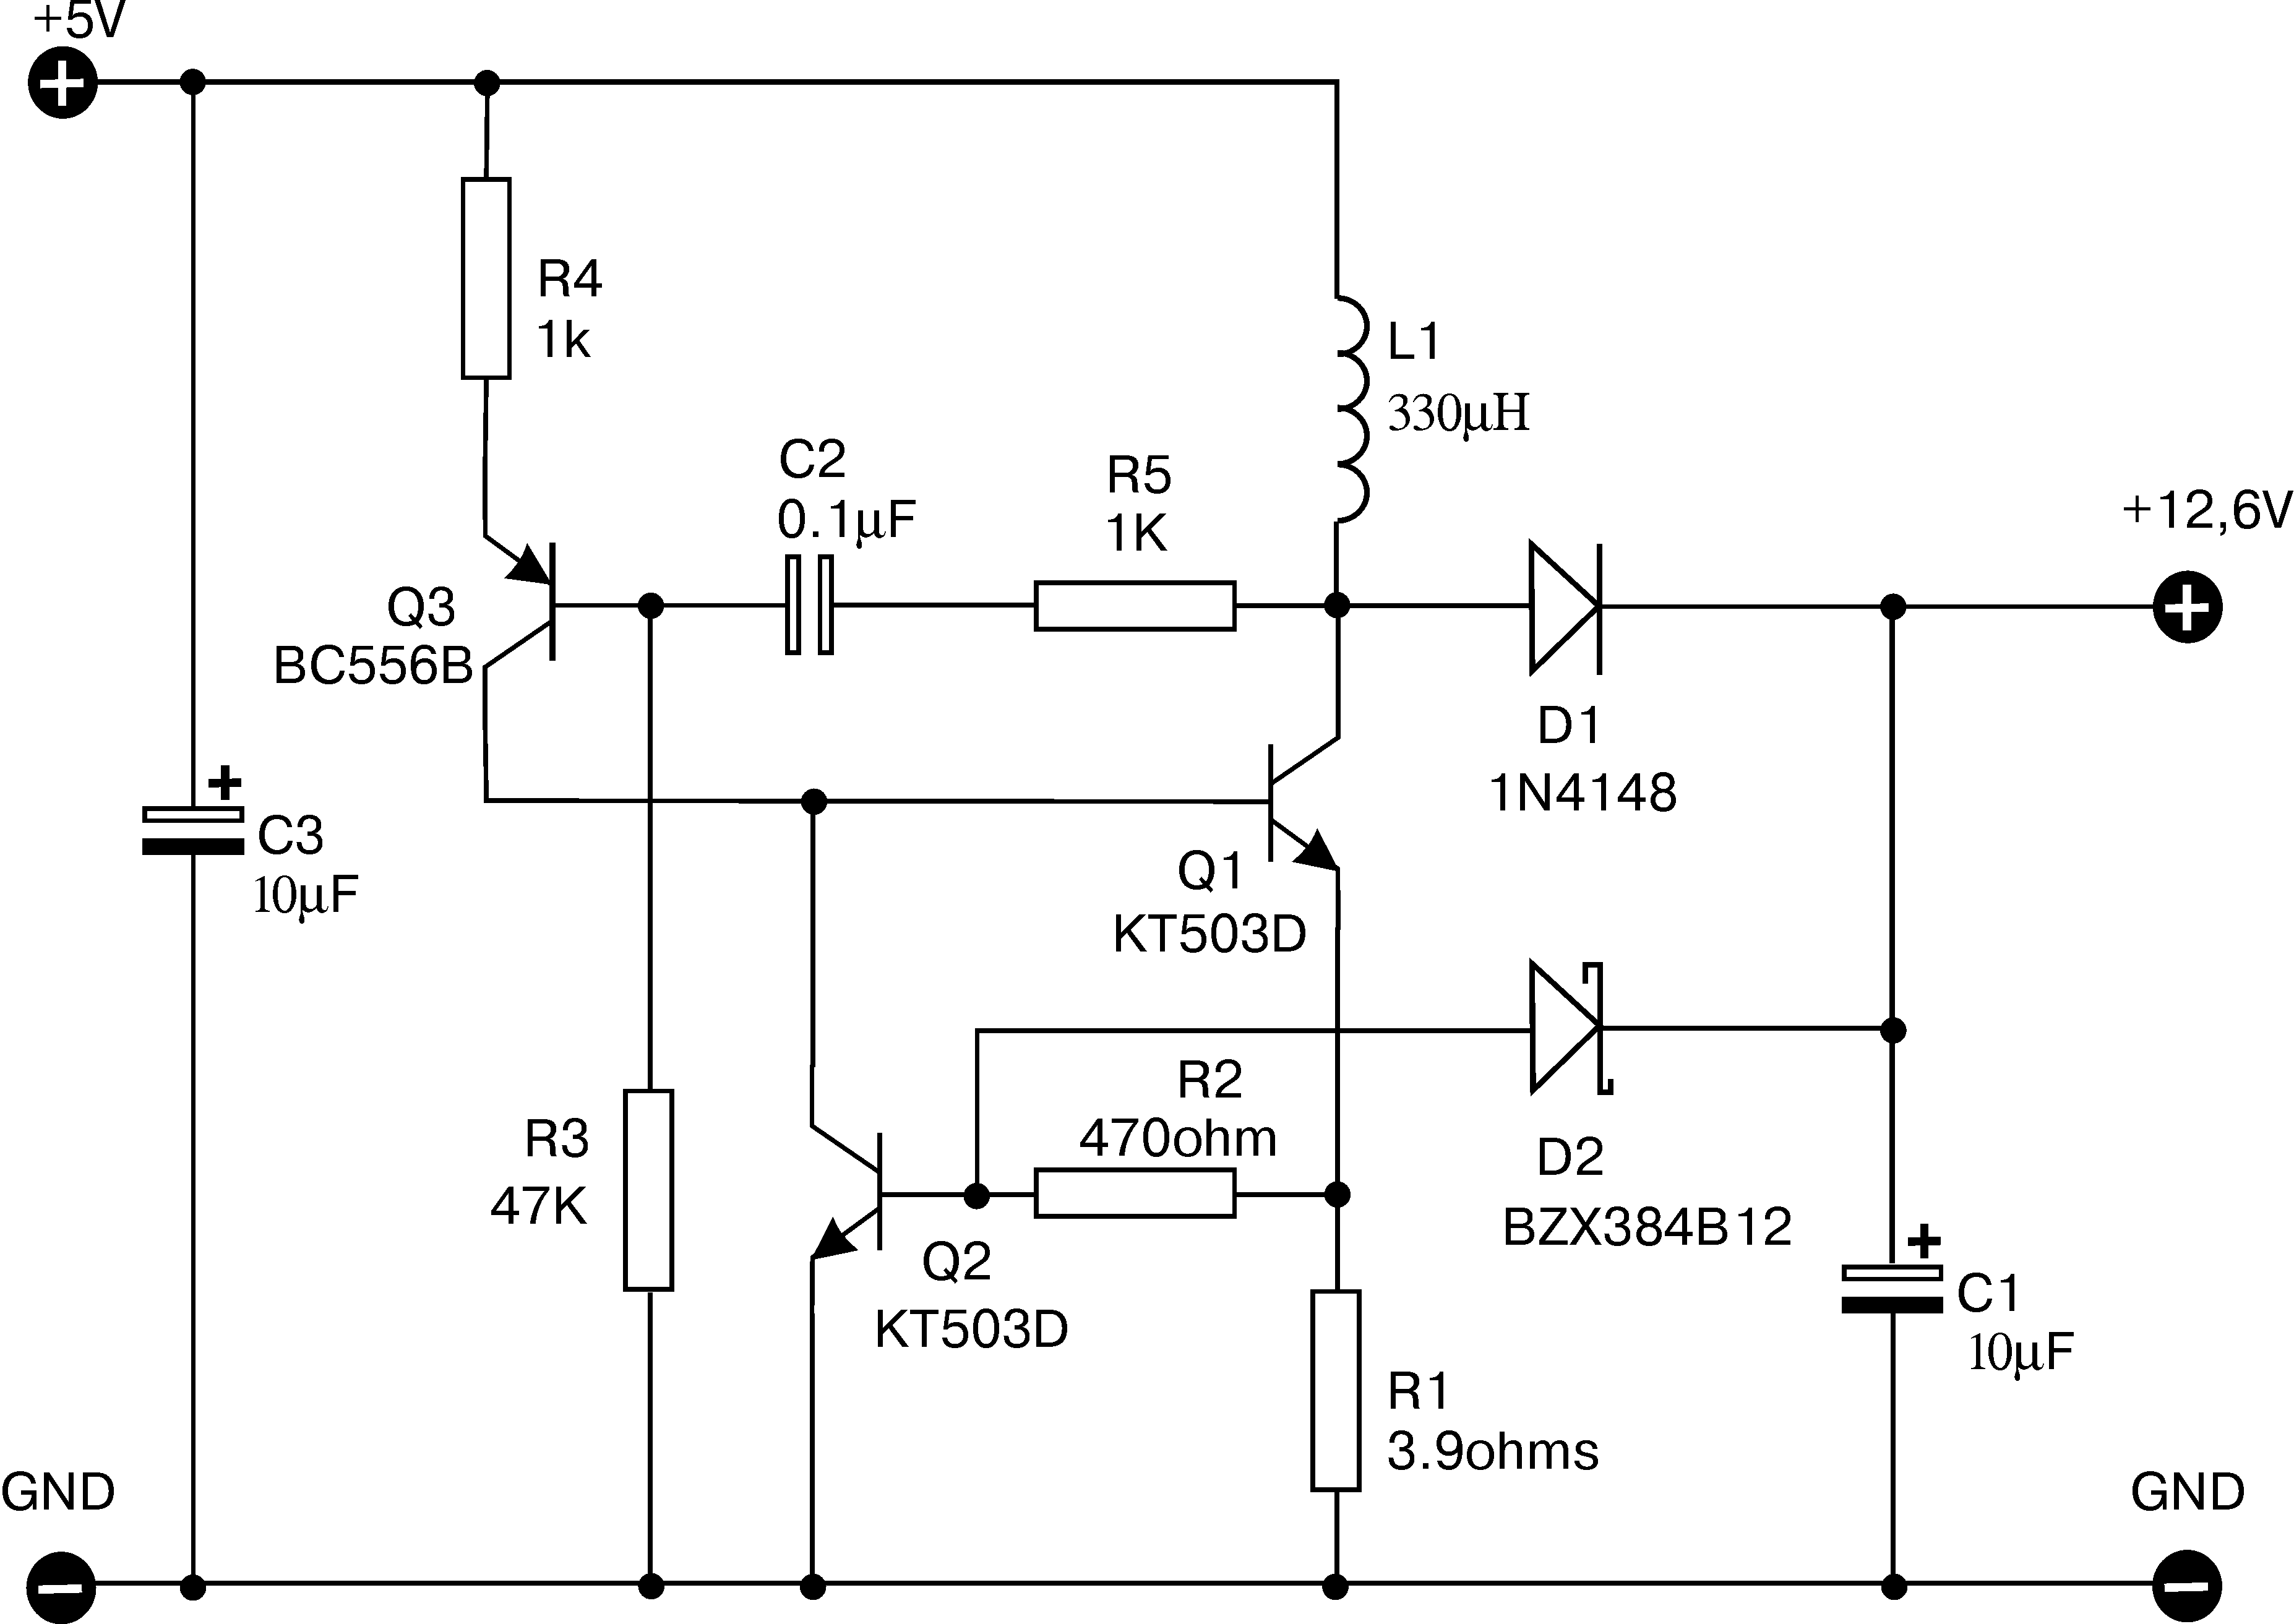 +5V
R4
1k
L1
330µH
C2
0.1µF
R5
1K
+12,6V
Q3
BC556B
D1
1N4148
C3
10µF
Q1
KT503D
R2
470ohm
R3
47K
D2
BZX384B12
Q2
KT503D
C1
10µF
R1
3.9ohms
GND
GND